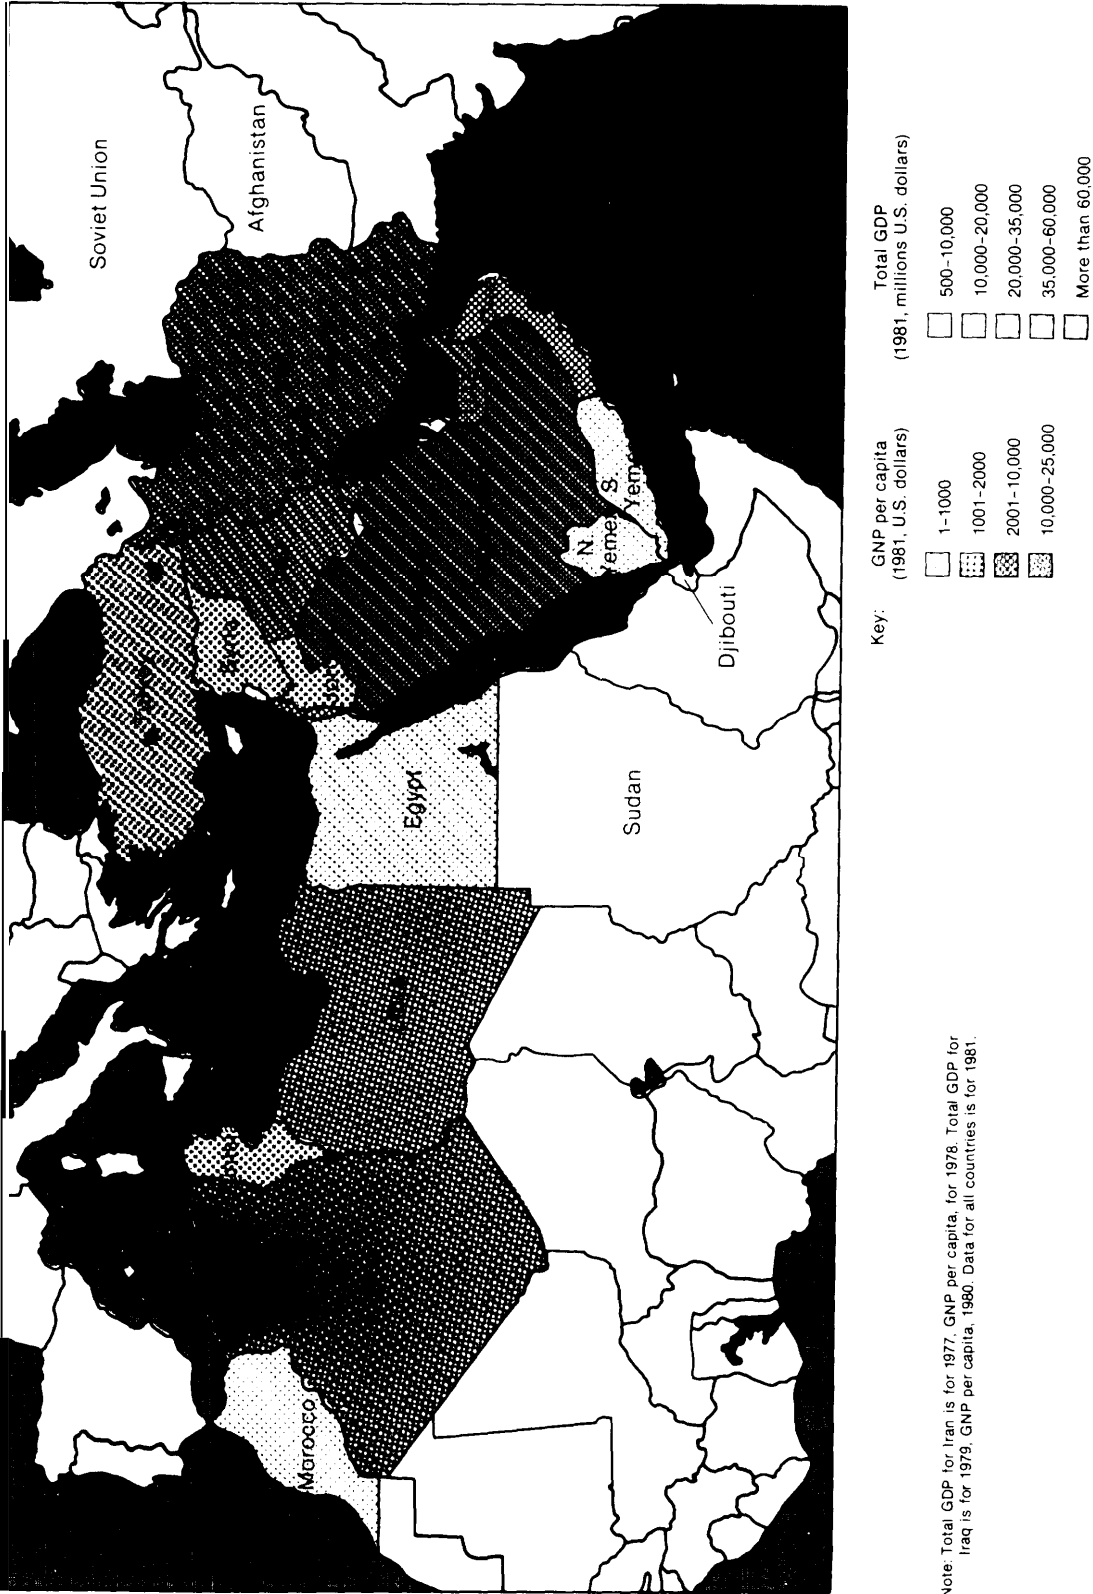 Soviet Union
Afghanistan
Egypt
N.
S.
Yem
Sudan
Djibouti
Marocco
Key:
GNP per capita
(1981, U.S. dollars)
1-1000
1001-2000
2001-10,000
10,000-25,000
Total GDP
(1981, millions U.S. dollars)
500-10,000
10,000-20,000
20,000-35,000
35,000-60,000
More than 60,000
Note: Total GDP for Iran is for 1977, GNP per capita, for 1978. Total GDP for
Iraq is for 1979, GNP per capita, 1980. Data for all countries is for 1981.